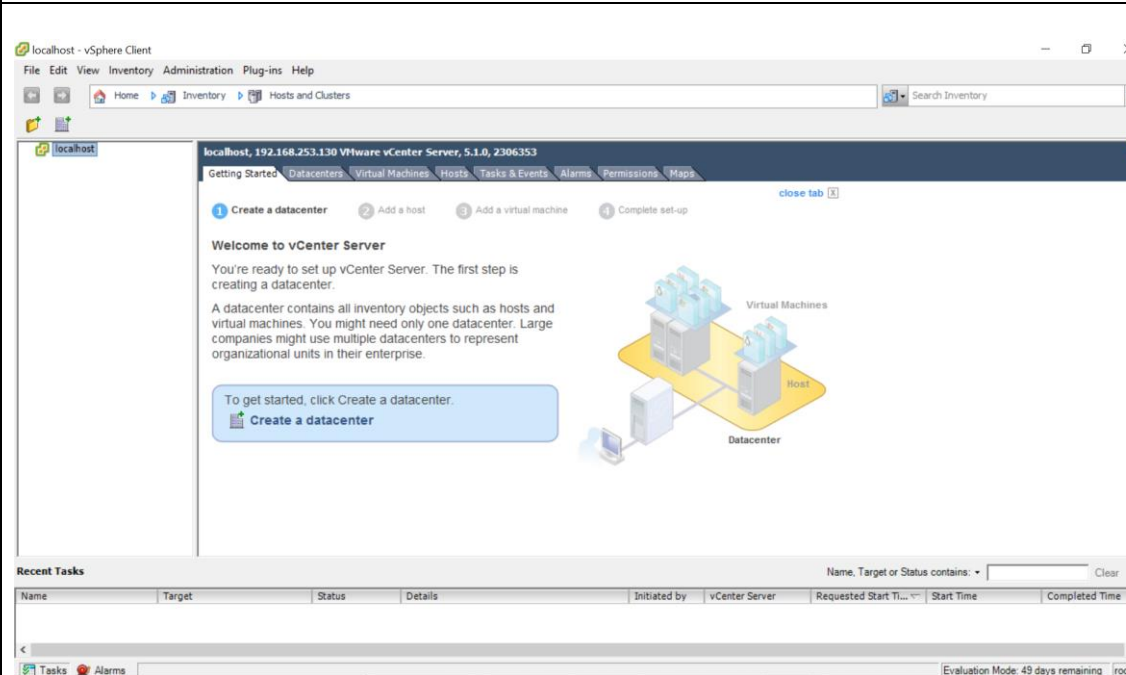 localhost - vSphere Client
File Edit View Inventory Administration Plug-ins Help
Home Inventory Hosts and Clusters Search Inventory
localhost
localhost, 192.168.253.130 VMware vCenter Server, 5.1.0, 2306353
Getting Started Datacenters Virtual Machines Hosts Tasks & Events Alarms Permissions Maps
close tab
1 Create a datacenter 2 Add a host 3 Add a virtual machine 4 Complete set-up
Welcome to vCenter Server
You're ready to set up vCenter Server. The first step is
creating a datacenter.
A datacenter contains all inventory objects such as hosts and
virtual machines. You might need only one datacenter. Large
companies might use multiple datacenters to represent
organizational units in their enterprise.
To get started, click Create a datacenter.
Create a datacenter
Virtual Machines
Host
Datacenter
Recent Tasks Name, Target or Status contains: Clear
Name Target Status Details Initiated by vCenter Server Requested Start Ti... Start Time Completed Time
Tasks Alarms Evaluation Mode: 49 days remaining